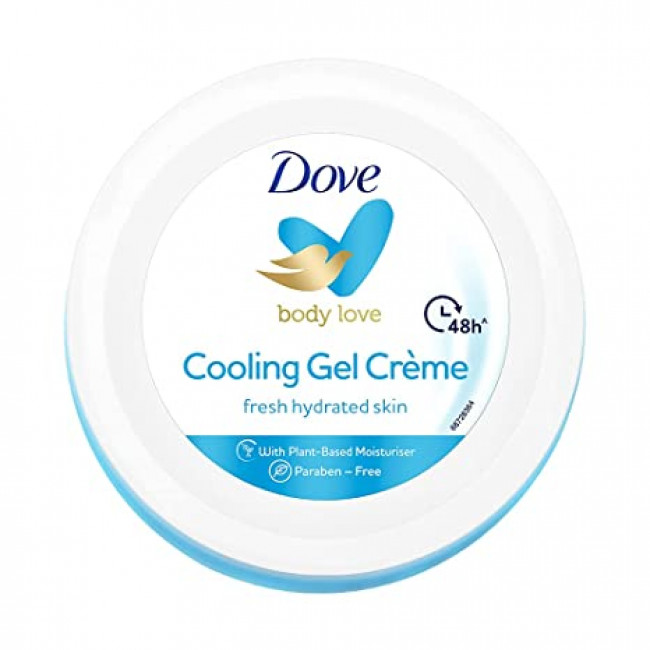 Dove
body love
48h^
Cooling Gel Crème
fresh hydrated skin
With Plant-Based Moisturiser
Paraben – Free